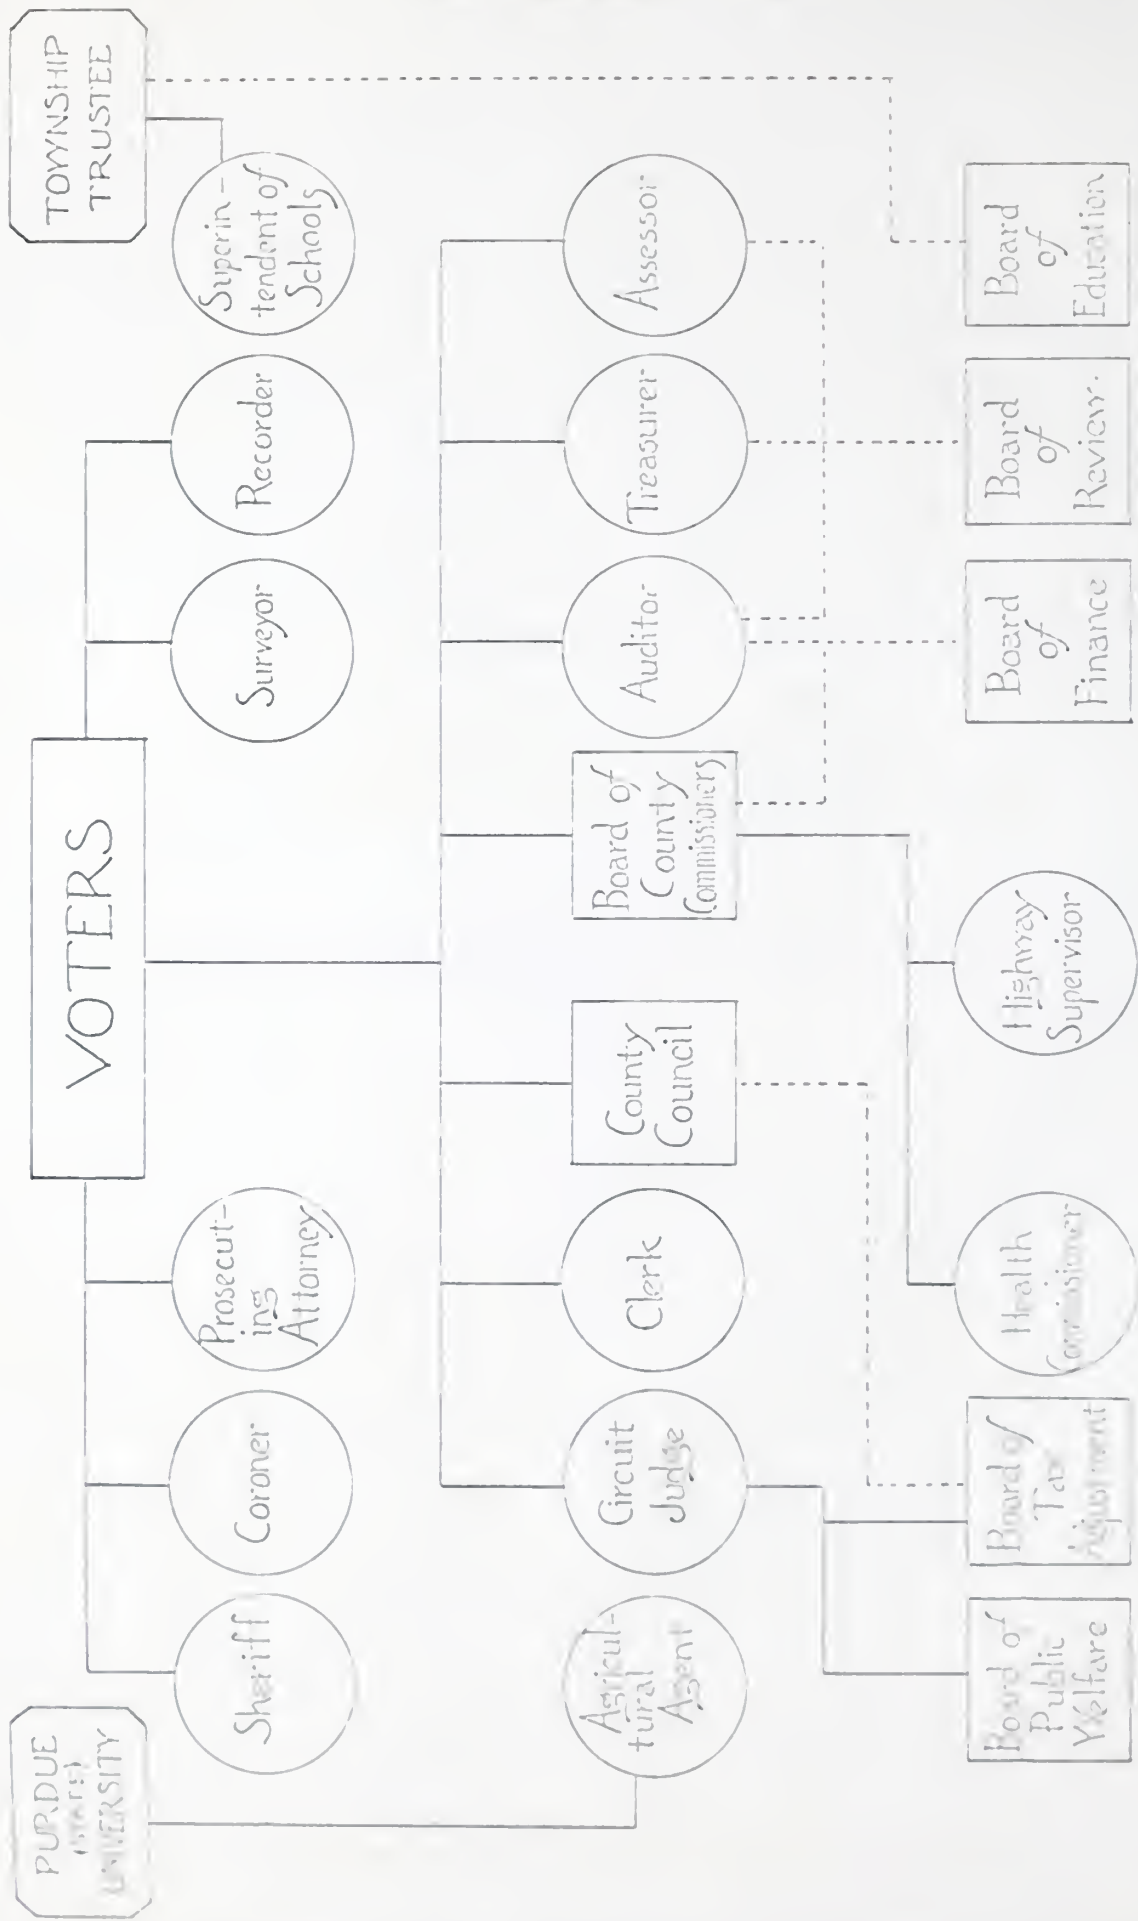 PURDUE
(STATE)
UNIVERSITY
VOTERS
TOWNSHIP
TRUSTEE
Sheriff
Coroner
Prosecut-
ing
Attorney
Surveyor
Recorder
Superin-
tendent of
Schools
Agricul-
tural
Agent
Circuit
Judge
Clerk
County
Council
Board of
County
Commissioners
Auditor
Treasurer
Assessor
Board of
Public
Welfare
Board of
Tax
Adjustment
Health
Commissioner
Highway
Supervisor
Board
of
Finance
Board
of
Review.
Board
of
Education